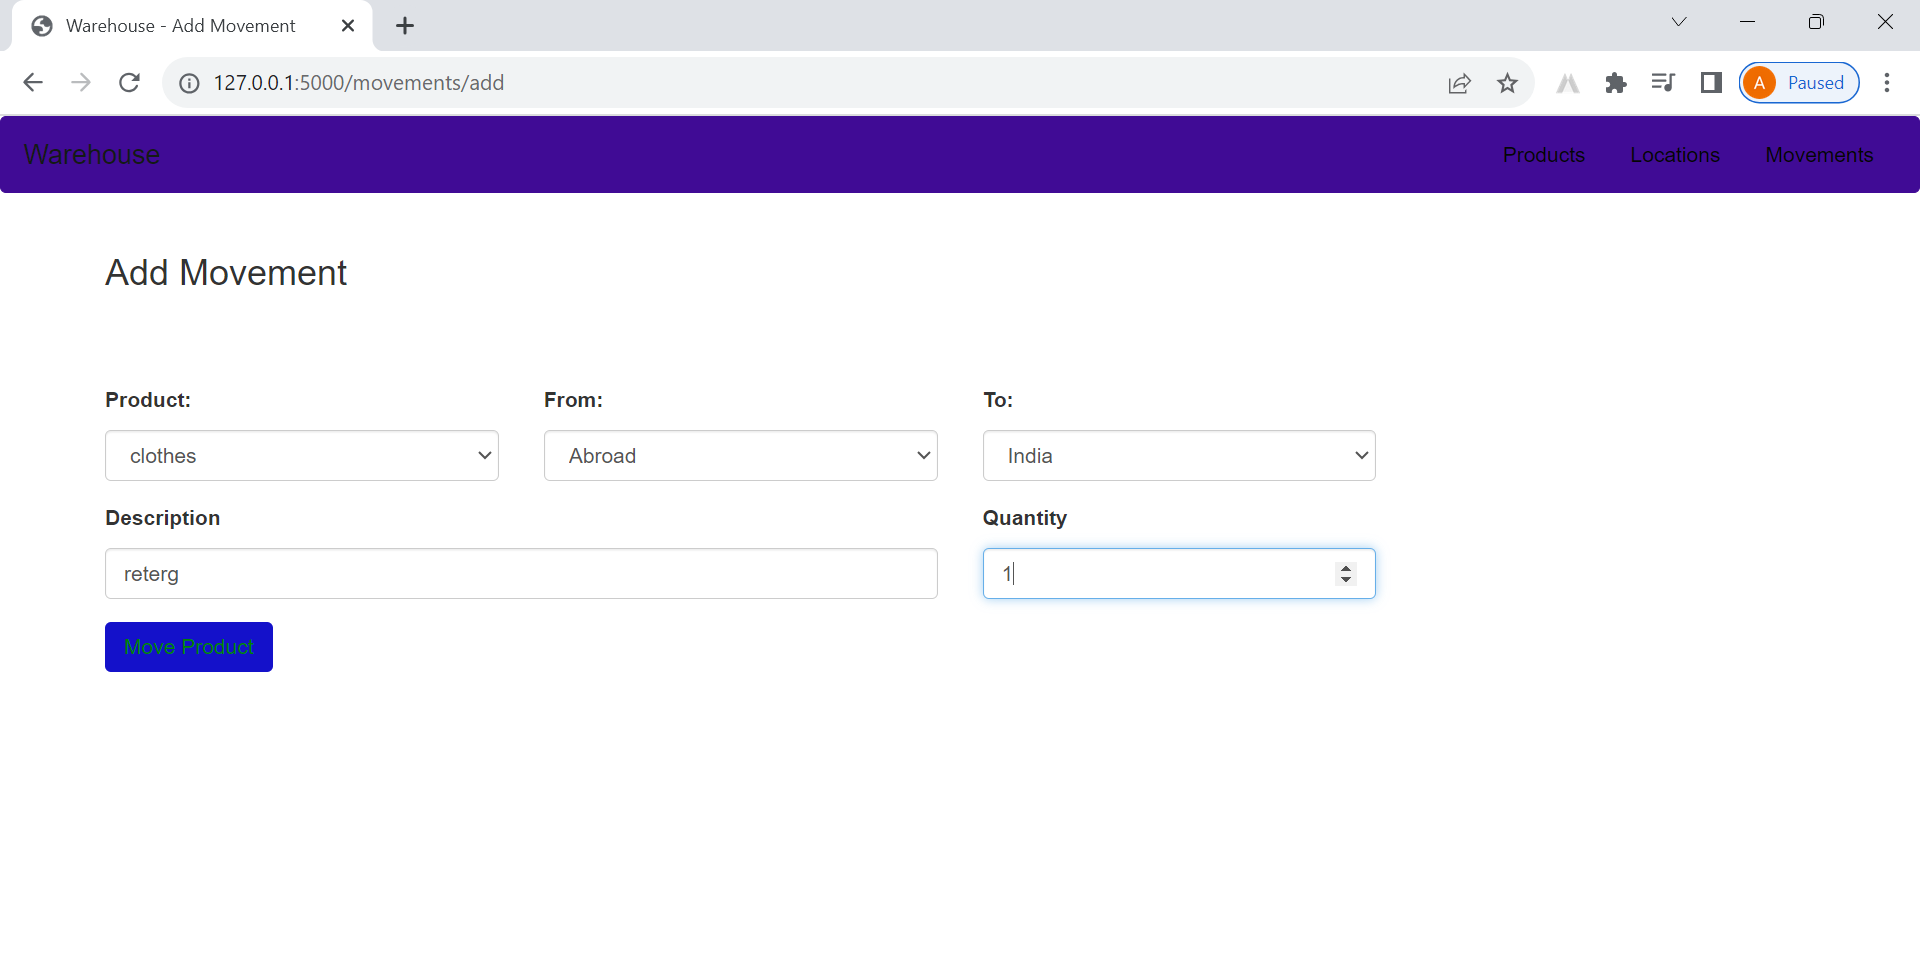 Warehouse - Add Movement
127.0.0.1:5000/movements/add
A Paused
Warehouse Products Locations Movements
Add Movement
Product: From: To:
clothes Abroad India
Description Quantity
reterg 1
Move Product